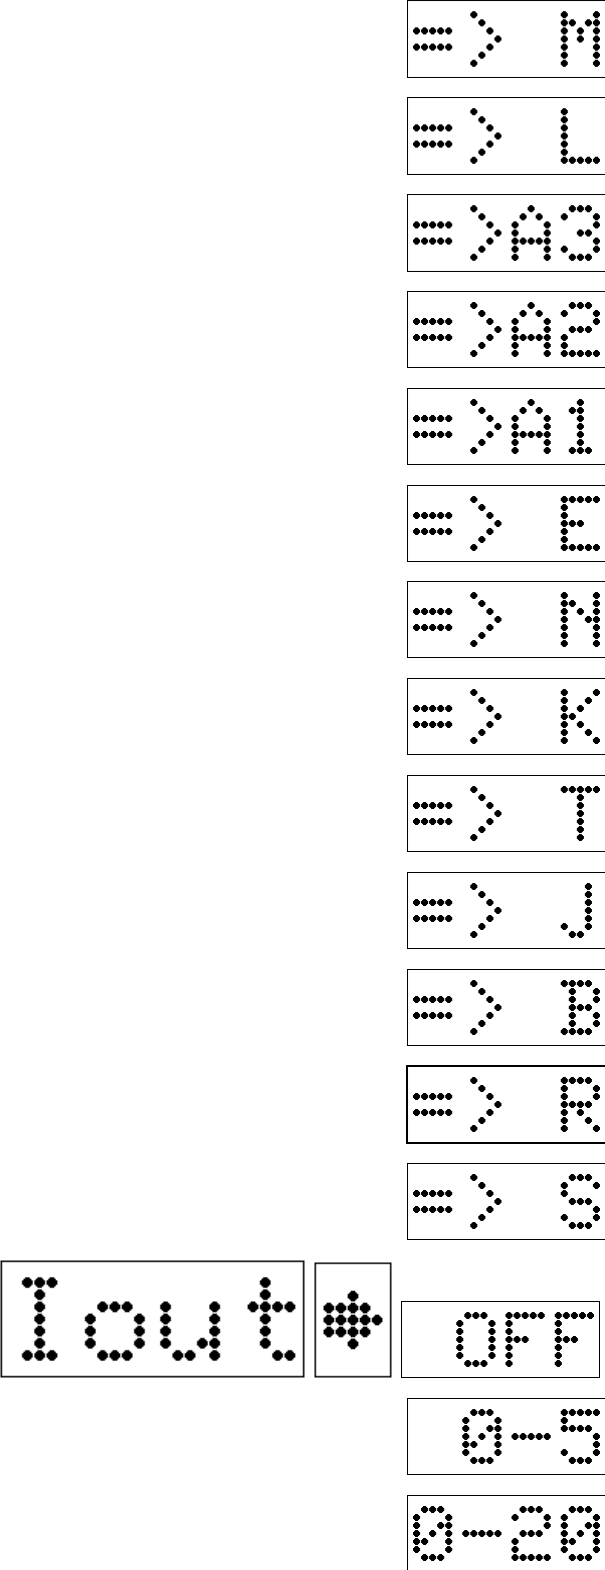 => M
=> L
=>A3
=>A2
=>A1
=> E
=> N
=> K
=> T
=> J
=> B
=> R
=> S
Iout → OFF
0-5
0-20